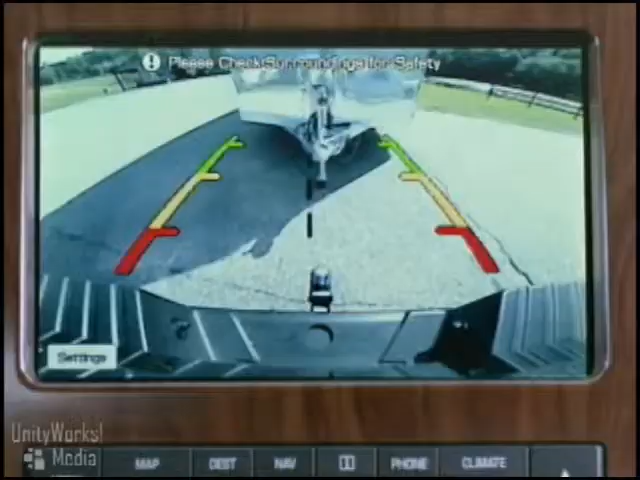 Please Check Surroundings for Safety
Settings
UnityWorks!
Media
MAP
DEST
NAV
PHONE
CLIMATE